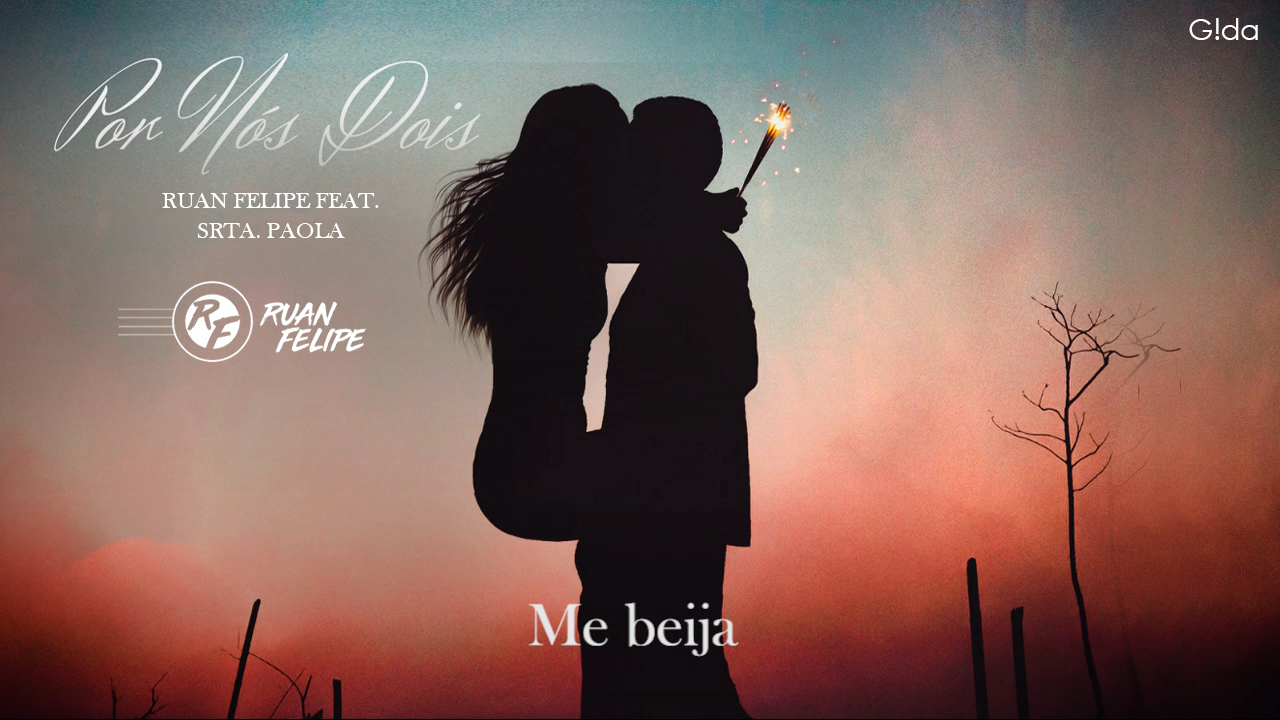 G!da
Por Nós Dois
RUAN FELIPE FEAT.
SRTA. PAOLA
RF
RUAN
FELIPE
Me beija